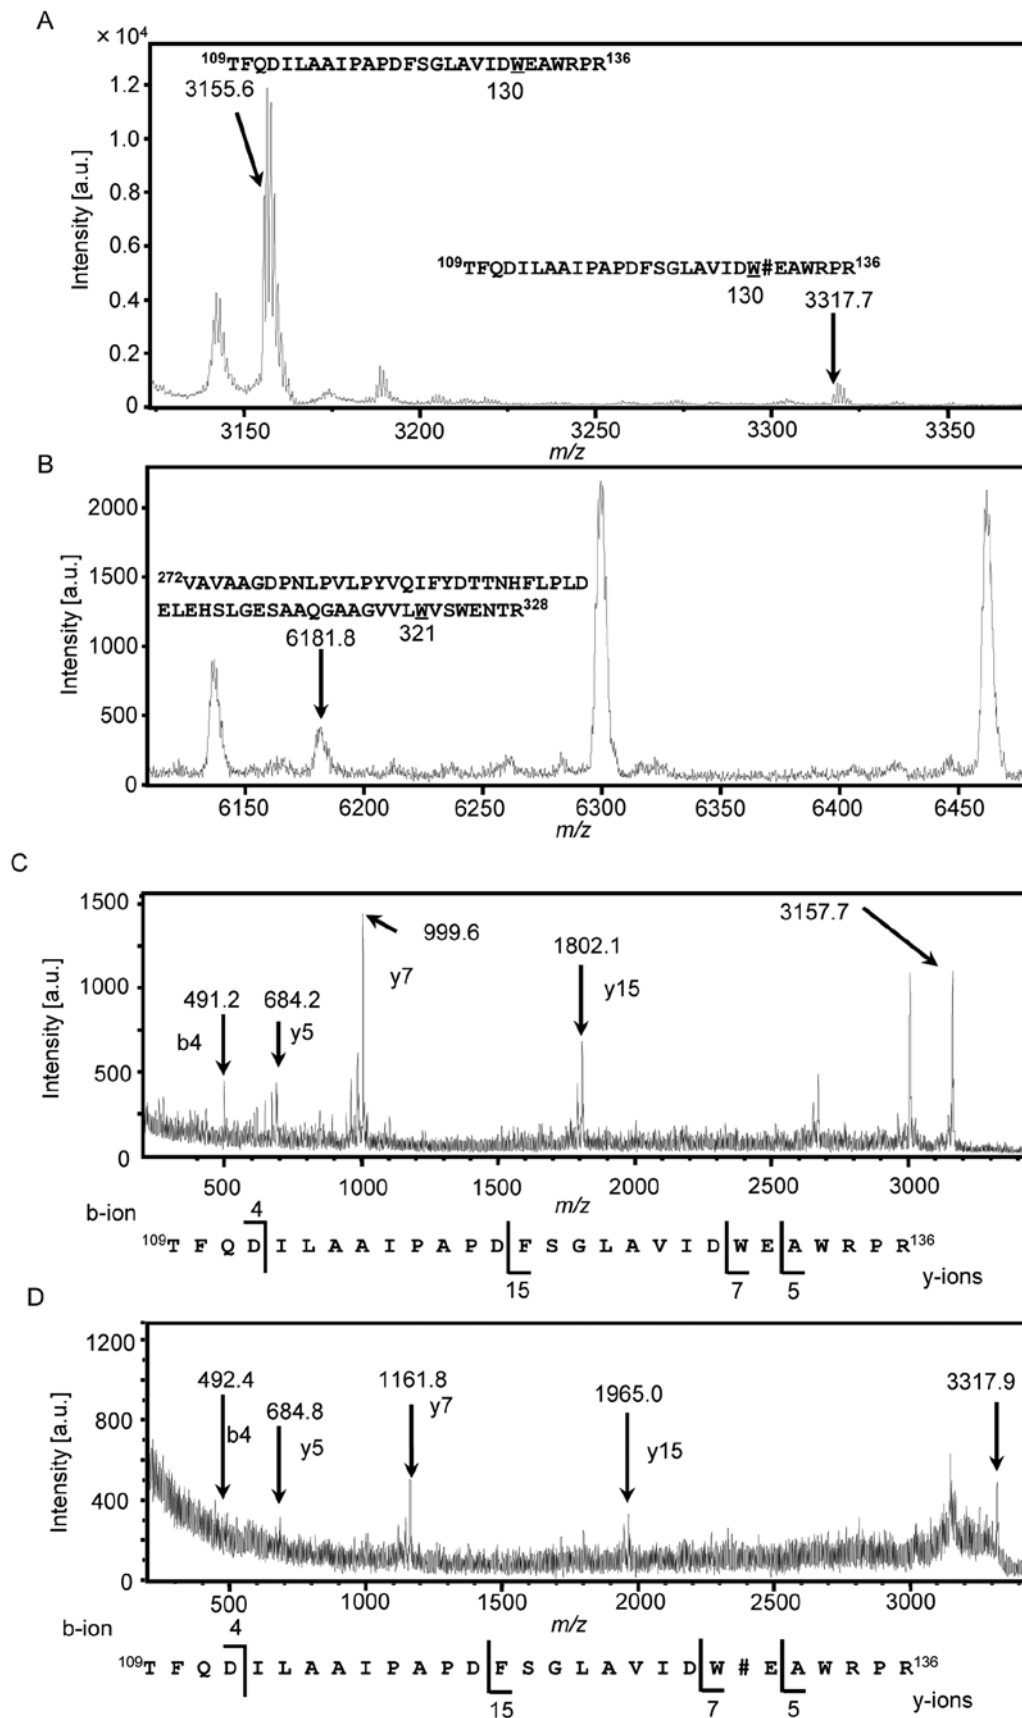 A
× 10⁴
¹⁰⁹TFQDILAAIPAPDFSGLAVIDWEAWRPR¹³⁶
130
3155.6
1.2
1.0
0.8
0.6
0.4
0.2
0
Intensity [a.u.]
¹⁰⁹TFQDILAAIPAPDFSGLAVIDW#EAWRPR¹³⁶
130
3317.7
3150
3200
3250
3300
3350
m/z
B
2000
1500
1000
500
0
Intensity [a.u.]
²⁷²VAVAAGDPNLPVLPYVQIFYDTTNHFLPLD
ELEHSLGESAAQGAAGVVLWVSWENTR³²⁸
6181.8
321
6150
6200
6250
6300
6350
6400
6450
m/z
C
1500
1000
500
0
Intensity [a.u.]
491.2
b4
684.2
y5
999.6
y7
1802.1
y15
3157.7
500
1000
1500
2000
2500
3000
m/z
b-ion
4
¹⁰⁹T F Q D I L A A I P A P D F S G L A V I D W E A W R P R¹³⁶
15
7
5
y-ions
D
1200
800
400
0
Intensity [a.u.]
492.4
b4
684.8
y5
1161.8
y7
1965.0
y15
3317.9
500
1000
1500
2000
2500
3000
m/z
b-ion
4
¹⁰⁹T F Q D I L A A I P A P D F S G L A V I D W # E A W R P R¹³⁶
15
7
5
y-ions